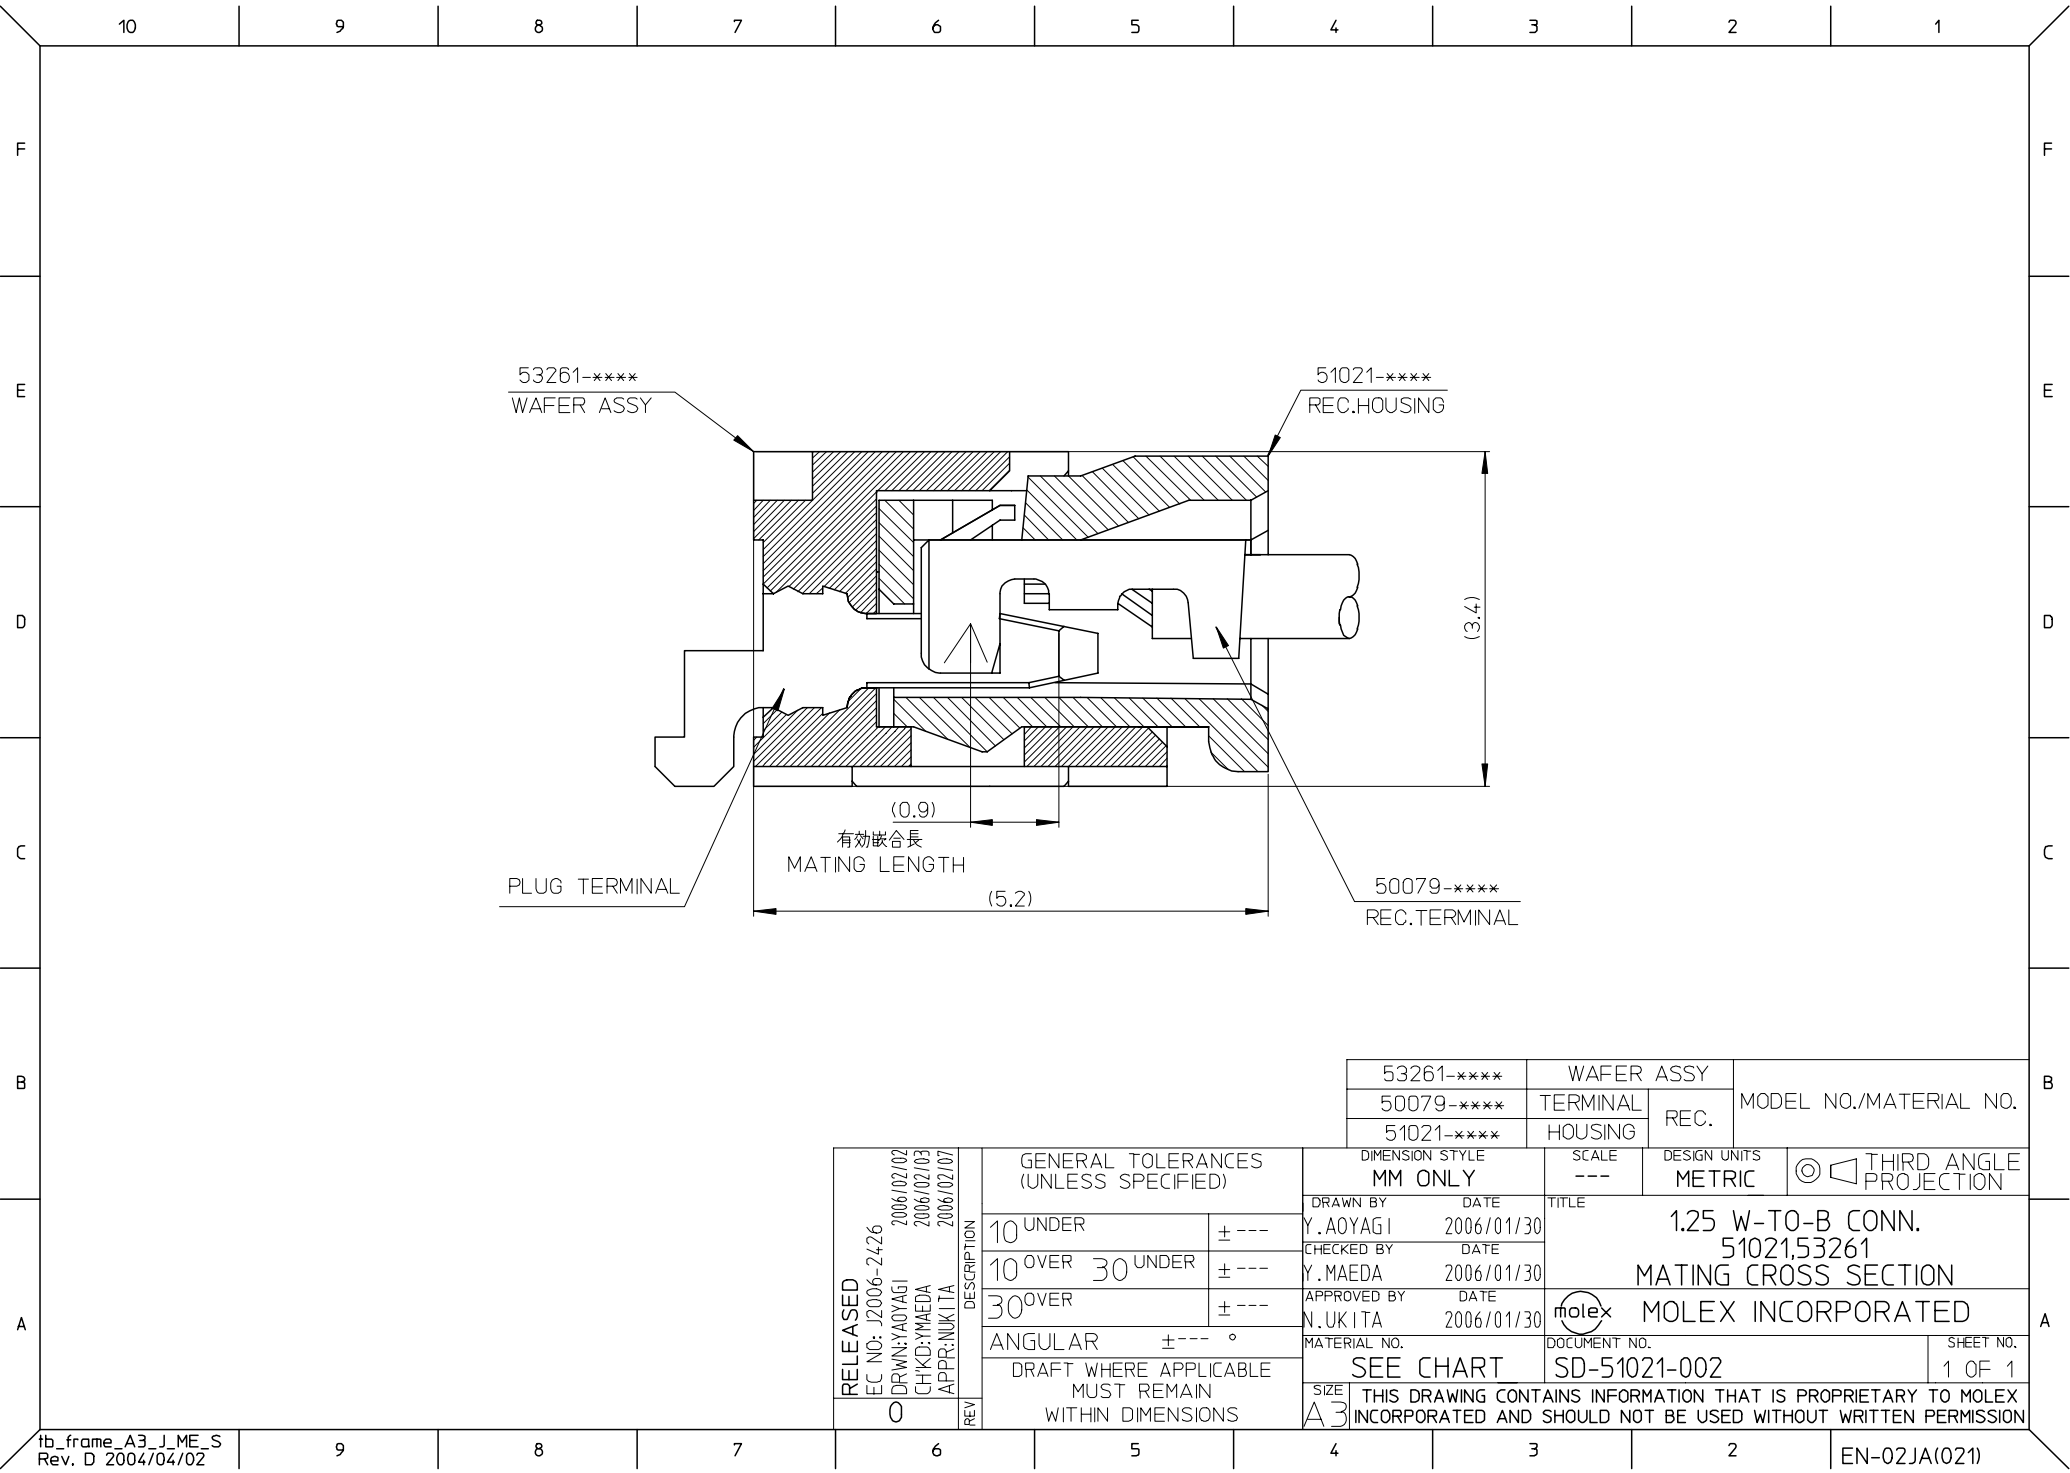 10 9 8 7 6 5 4 3 2 1
F F
E E
D D
C C
B B
A A
53261-****
WAFER ASSY
51021-****
REC.HOUSING
(3.4)
(0.9)
有効嵌合長
MATING LENGTH
PLUG TERMINAL
(5.2)
50079-****
REC.TERMINAL
53261-**** WAFER ASSY
50079-**** TERMINAL
51021-**** HOUSING
REC.
MODEL NO./MATERIAL NO.
RELEASED
EC NO: J2006-2426
DRWN:YAOYAGI 2006/02/02
CH'KD:YMAEDA 2006/02/03
APPR:NUKITA 2006/02/07
DESCRIPTION
0
REV
GENERAL TOLERANCES
(UNLESS SPECIFIED)
10 UNDER ±---
10 OVER 30 UNDER ±---
30 OVER ±---
ANGULAR ±--- °
DRAFT WHERE APPLICABLE
MUST REMAIN
WITHIN DIMENSIONS
DIMENSION STYLE
MM ONLY
SCALE
---
DESIGN UNITS
METRIC
THIRD ANGLE
PROJECTION
DRAWN BY DATE
Y.AOYAGI 2006/01/30
CHECKED BY DATE
Y.MAEDA 2006/01/30
APPROVED BY DATE
N.UKITA 2006/01/30
TITLE
1.25 W-TO-B CONN.
51021,53261
MATING CROSS SECTION
molex MOLEX INCORPORATED
MATERIAL NO.
SEE CHART
DOCUMENT NO.
SD-51021-002
SHEET NO.
1 OF 1
SIZE
A3
THIS DRAWING CONTAINS INFORMATION THAT IS PROPRIETARY TO MOLEX
INCORPORATED AND SHOULD NOT BE USED WITHOUT WRITTEN PERMISSION
tb_frame_A3_J_ME_S
Rev. D 2004/04/02
9 8 7 6 5 4 3 2
EN-02JA(021)